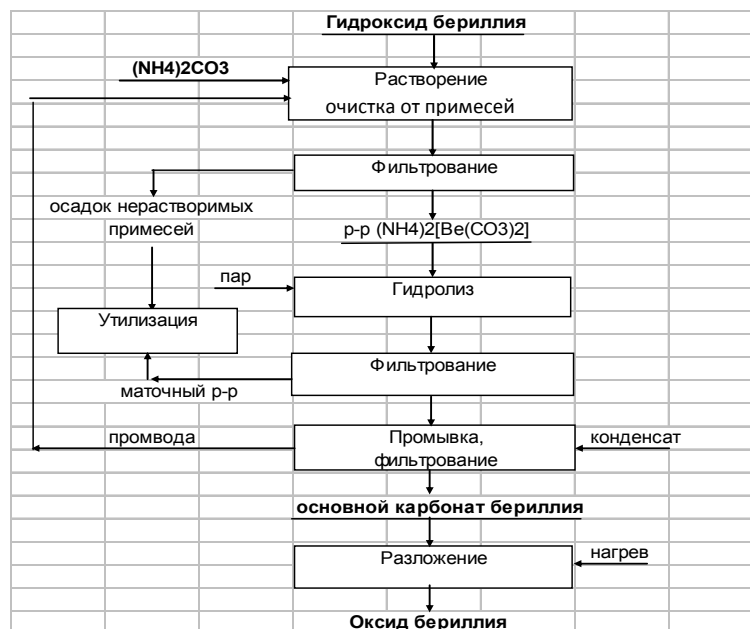 Гидроксид бериллия
(NH4)2CO3
Растворение
очистка от примесей
Фильтрование
осадок нерастворимых
примесей
р-р (NH4)2[Be(CO3)2]
пар
Гидролиз
Утилизация
Фильтрование
маточный р-р
промвода
Промывка,
фильтрование
конденсат
основной карбонат бериллия
Разложение
нагрев
Оксид бериллия